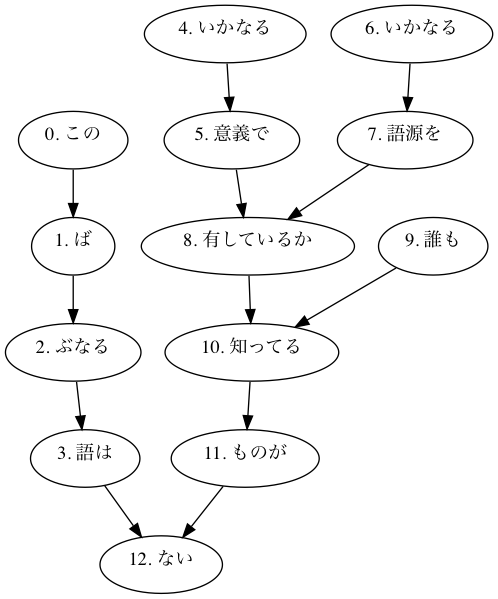 4. いかなる
6. いかなる
0. この
5. 意義で
7. 語源を
1. ば
8. 有しているか
9. 誰も
2. ぶなる
10. 知ってる
3. 語は
11. ものが
12. ない